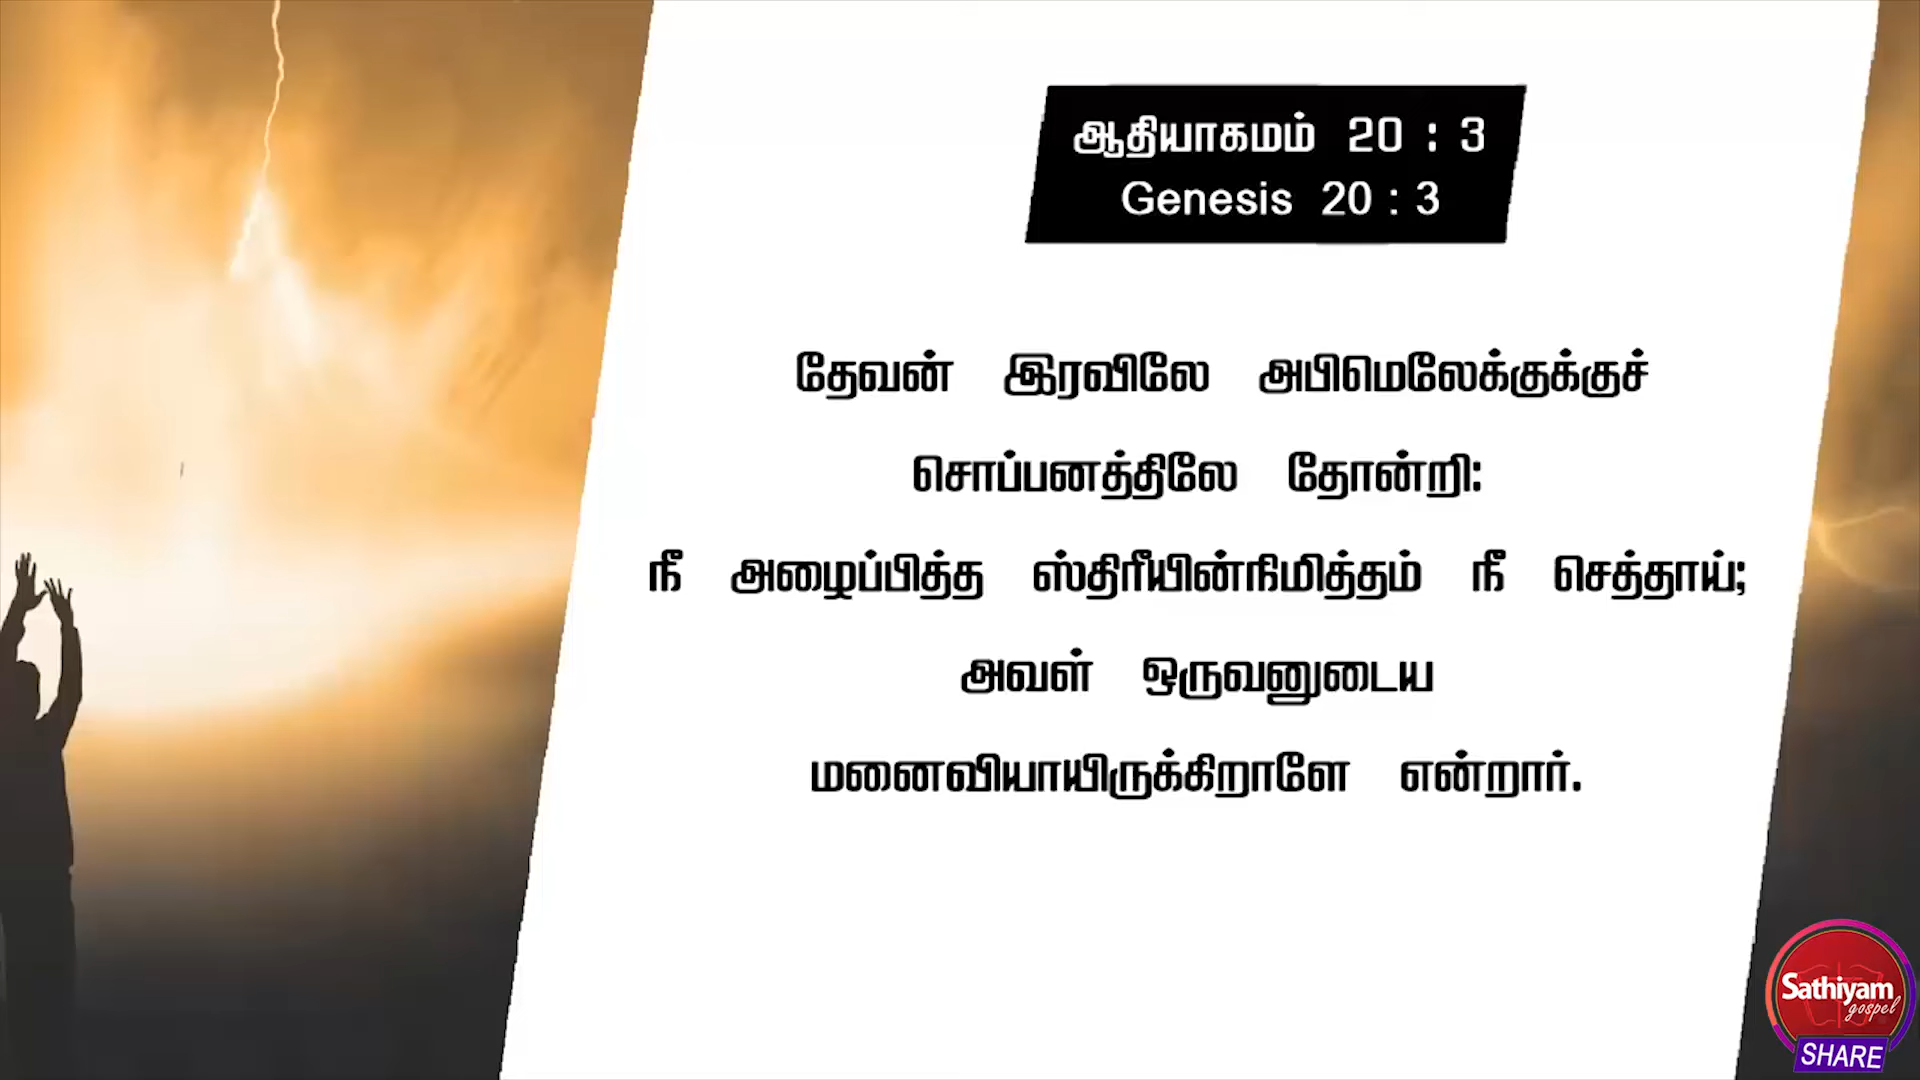 ஆதியாகமம் 20 : 3
Genesis 20 : 3
தேவன் இரவிலே அபிமெலேக்குக்குச்
சொப்பனத்திலே தோன்றி:
நீ அழைப்பித்த ஸ்திரீயின்நிமித்தம் நீ செத்தாய்;
அவள் ஒருவனுடைய
மனைவியாயிருக்கிறாளே என்றார்.
Sathiyam
gospel
SHARE